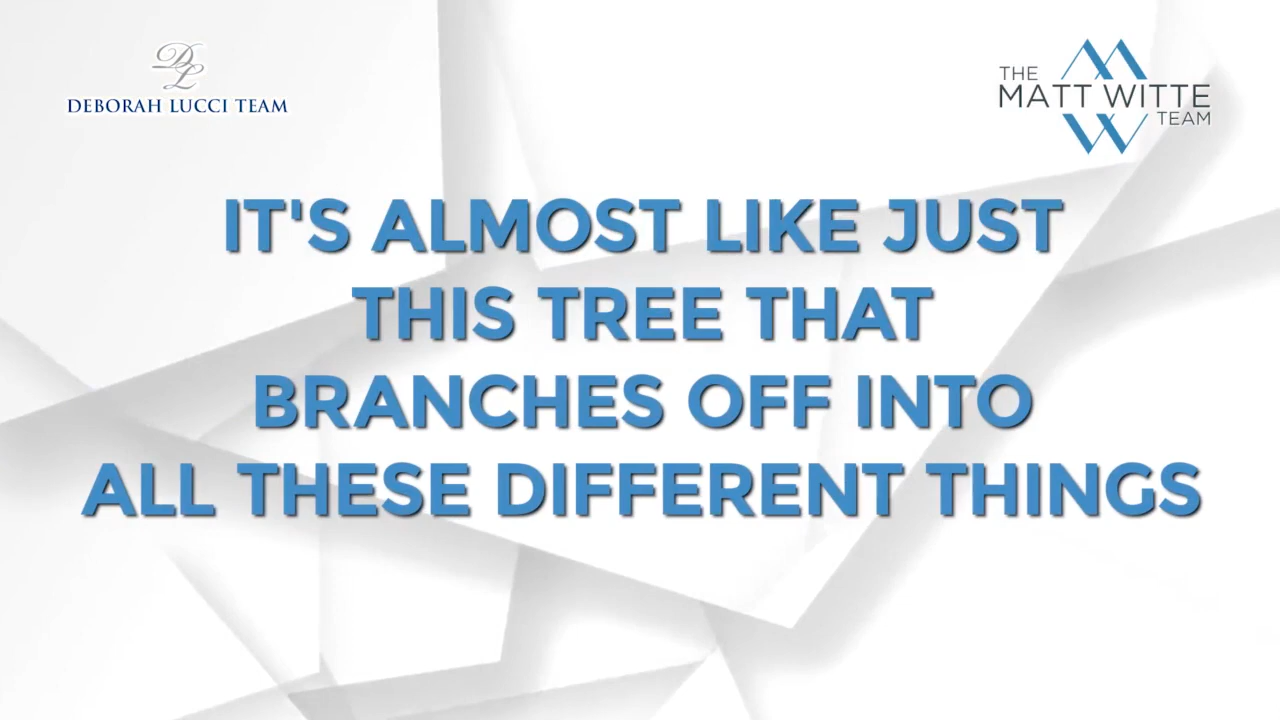 DL
DEBORAH LUCCI TEAM
THE
MATT WITTE
TEAM
IT'S ALMOST LIKE JUST
THIS TREE THAT
BRANCHES OFF INTO
ALL THESE DIFFERENT THINGS